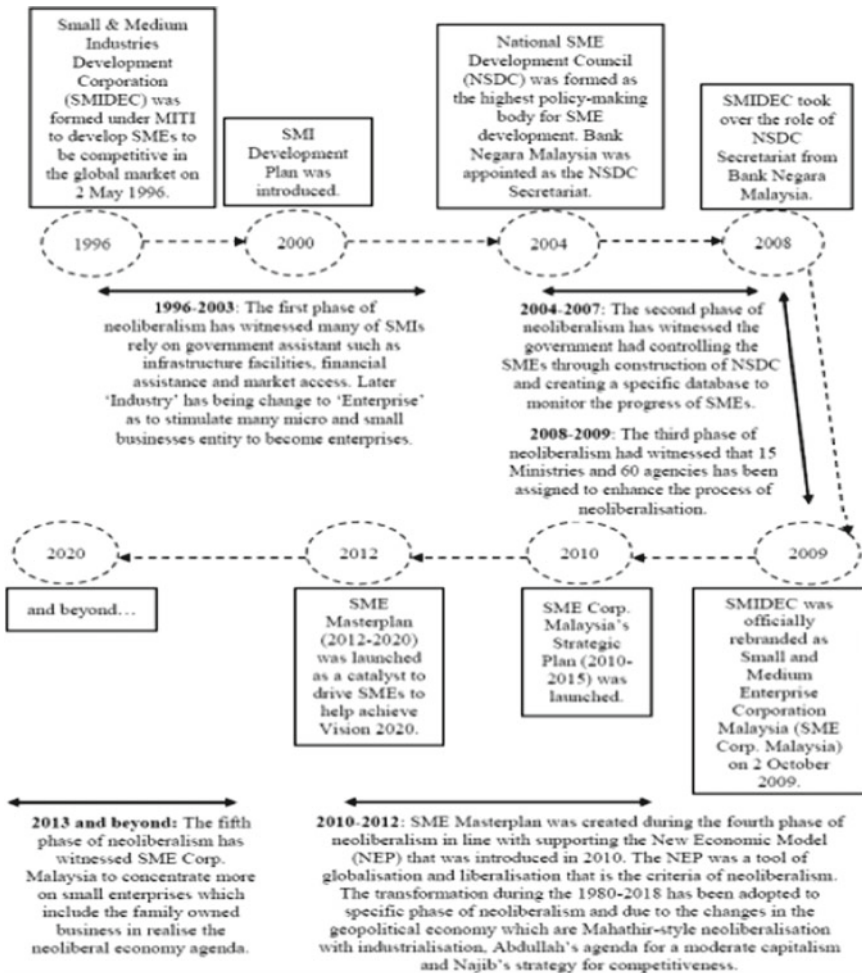 Small & Medium
Industries
Development
Corporation
(SMIDEC) was
formed under MITI
to develop SMEs to
be competitive in
the global market on
2 May 1996.
SMI
Development
Plan was
introduced.
National SME
Development Council
(NSDC) was formed as
the highest policy-making
body for SME
development. Bank
Negara Malaysia was
appointed as the NSDC
Secretariat.
SMIDEC took
over the role of
NSDC
Secretariat from
Bank Negara
Malaysia.
1996
2000
2004
2008
1996-2003: The first phase of
neoliberalism has witnessed many of SMIs
rely on government assistant such as
infrastructure facilities, financial
assistance and market access. Later
'Industry' has being change to 'Enterprise'
as to stimulate many micro and small
businesses entity to become enterprises.
2004-2007: The second phase of
neoliberalism has witnessed the
government had controlling the
SMEs through construction of NSDC
and creating a specific database to
monitor the progress of SMEs.
2008-2009: The third phase of
neoliberalism had witnessed that 15
Ministries and 60 agencies has been
assigned to enhance the process of
neoliberalisation.
2020
2012
2010
2009
and beyond…
SME
Masterplan
(2012-2020)
was launched
as a catalyst to
drive SMEs to
help achieve
Vision 2020.
SME Corp.
Malaysia's
Strategic
Plan (2010-
2015) was
launched.
SMIDEC was
officially
rebranded as
Small and
Medium
Enterprise
Corporation
Malaysia (SME
Corp. Malaysia)
on 2 October
2009.
2013 and beyond: The fifth
phase of neoliberalism has
witnessed SME Corp.
Malaysia to concentrate more
on small enterprises which
include the family owned
business in realise the
neoliberal economy agenda.
2010-2012: SME Masterplan was created during the fourth phase of
neoliberalism in line with supporting the New Economic Model
(NEP) that was introduced in 2010. The NEP was a tool of
globalisation and liberalisation that is the criteria of neoliberalism.
The transformation during the 1980-2018 has been adopted to
specific phase of neoliberalism and due to the changes in the
geopolitical economy which are Mahathir-style neoliberalisation
with industrialisation, Abdullah's agenda for a moderate capitalism
and Najib's strategy for competitiveness.